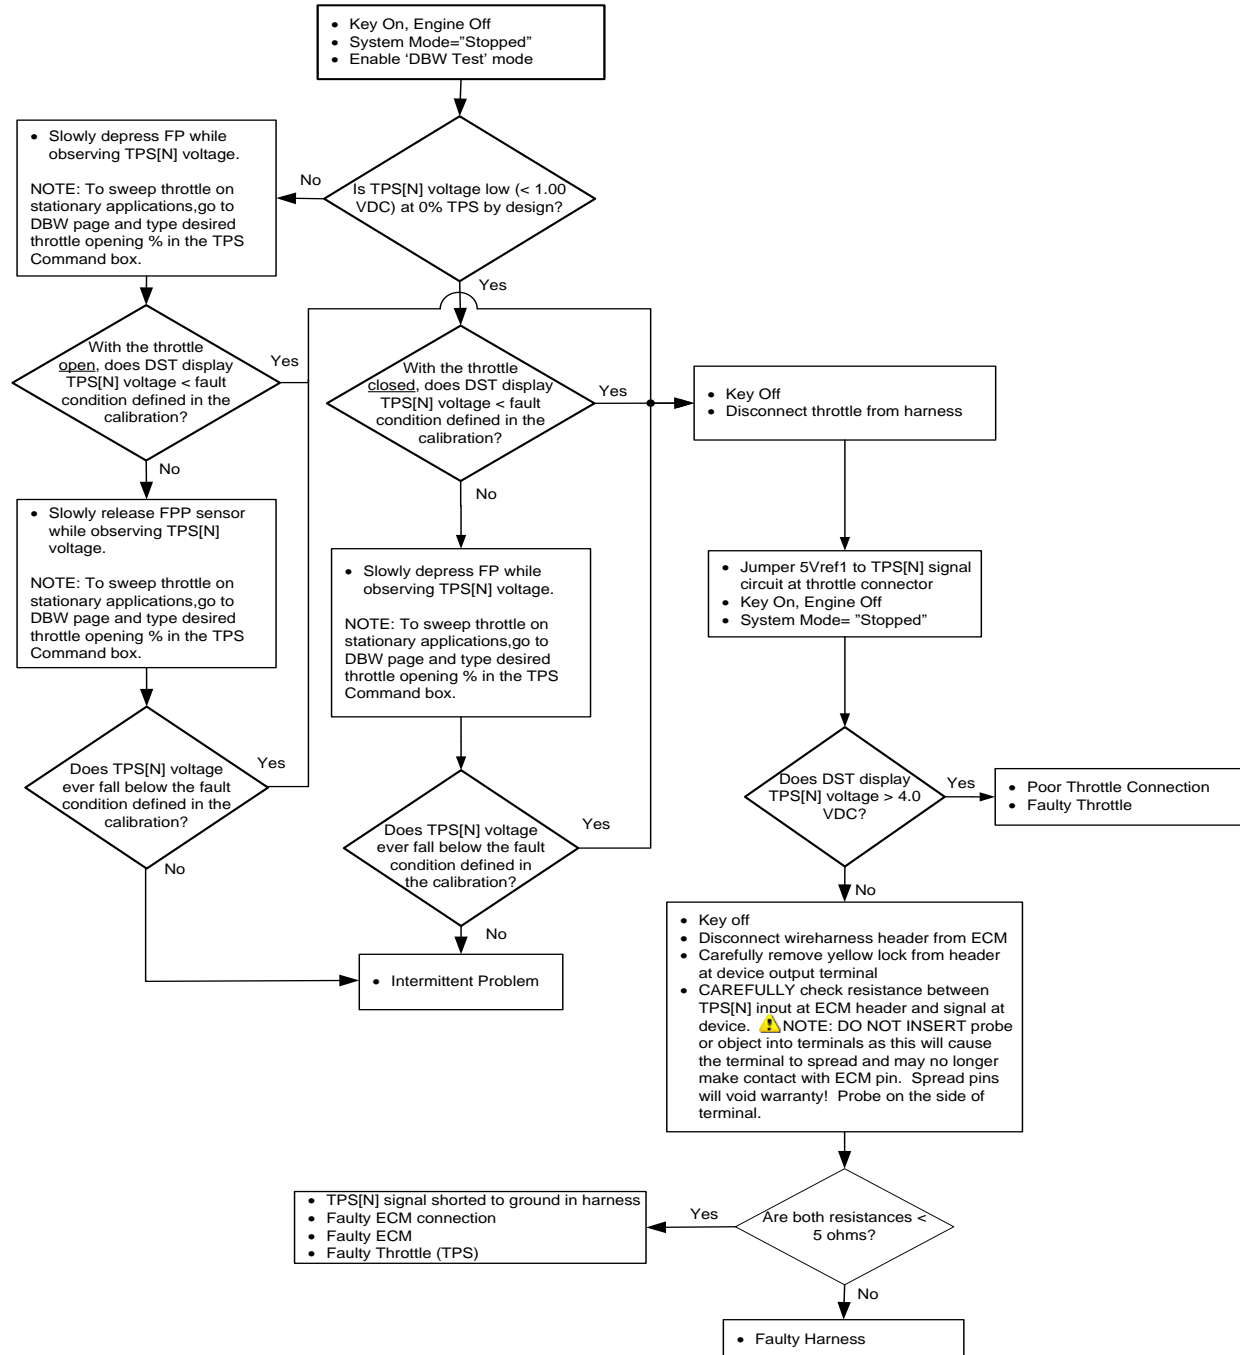 • Key On, Engine Off
• System Mode=”Stopped”
• Enable ‘DBW Test’ mode
Is TPS[N] voltage low (< 1.00
VDC) at 0% TPS by design?
No
Yes
• Slowly depress FP while
observing TPS[N] voltage.
NOTE: To sweep throttle on
stationary applications,go to
DBW page and type desired
throttle opening % in the TPS
Command box.
With the throttle
open, does DST display
TPS[N] voltage < fault
condition defined in the
calibration?
Yes
No
• Slowly release FPP sensor
while observing TPS[N]
voltage.
NOTE: To sweep throttle on
stationary applications,go to
DBW page and type desired
throttle opening % in the TPS
Command box.
Does TPS[N] voltage
ever fall below the fault
condition defined in the
calibration?
Yes
No
With the throttle
closed, does DST display
TPS[N] voltage < fault
condition defined in the
calibration?
Yes
No
• Slowly depress FP while
observing TPS[N] voltage.
NOTE: To sweep throttle on
stationary applications,go to
DBW page and type desired
throttle opening % in the TPS
Command box.
Does TPS[N] voltage
ever fall below the fault
condition defined in
the calibration?
Yes
No
• Intermittent Problem
• Key Off
• Disconnect throttle from harness
• Jumper 5Vref1 to TPS[N] signal
circuit at throttle connector
• Key On, Engine Off
• System Mode= ”Stopped”
Does DST display
TPS[N] voltage > 4.0
VDC?
Yes
• Poor Throttle Connection
• Faulty Throttle
No
• Key off
• Disconnect wireharness header from ECM
• Carefully remove yellow lock from header
at device output terminal
• CAREFULLY check resistance between
TPS[N] input at ECM header and signal at
device. NOTE: DO NOT INSERT probe
or object into terminals as this will cause
the terminal to spread and may no longer
make contact with ECM pin. Spread pins
will void warranty! Probe on the side of
terminal.
Are both resistances <
5 ohms?
Yes
• TPS[N] signal shorted to ground in harness
• Faulty ECM connection
• Faulty ECM
• Faulty Throttle (TPS)
No
• Faulty Harness